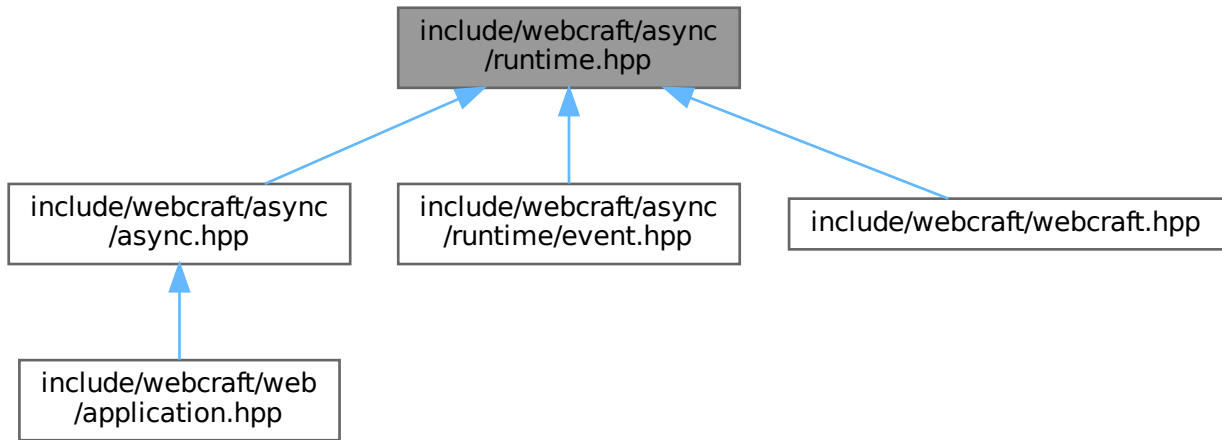 include/webcraft/async
/runtime.hpp
include/webcraft/async
/async.hpp
include/webcraft/async
/runtime/event.hpp
include/webcraft/webcraft.hpp
include/webcraft/web
/application.hpp